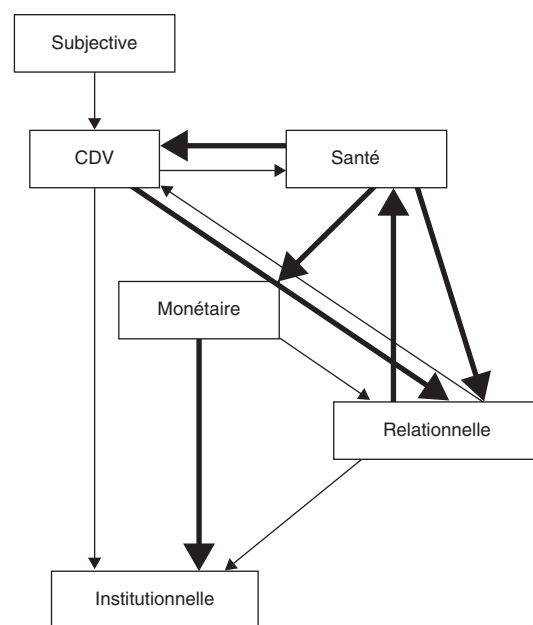 Subjective
CDV
Santé
Monétaire
Relationnelle
Institutionnelle